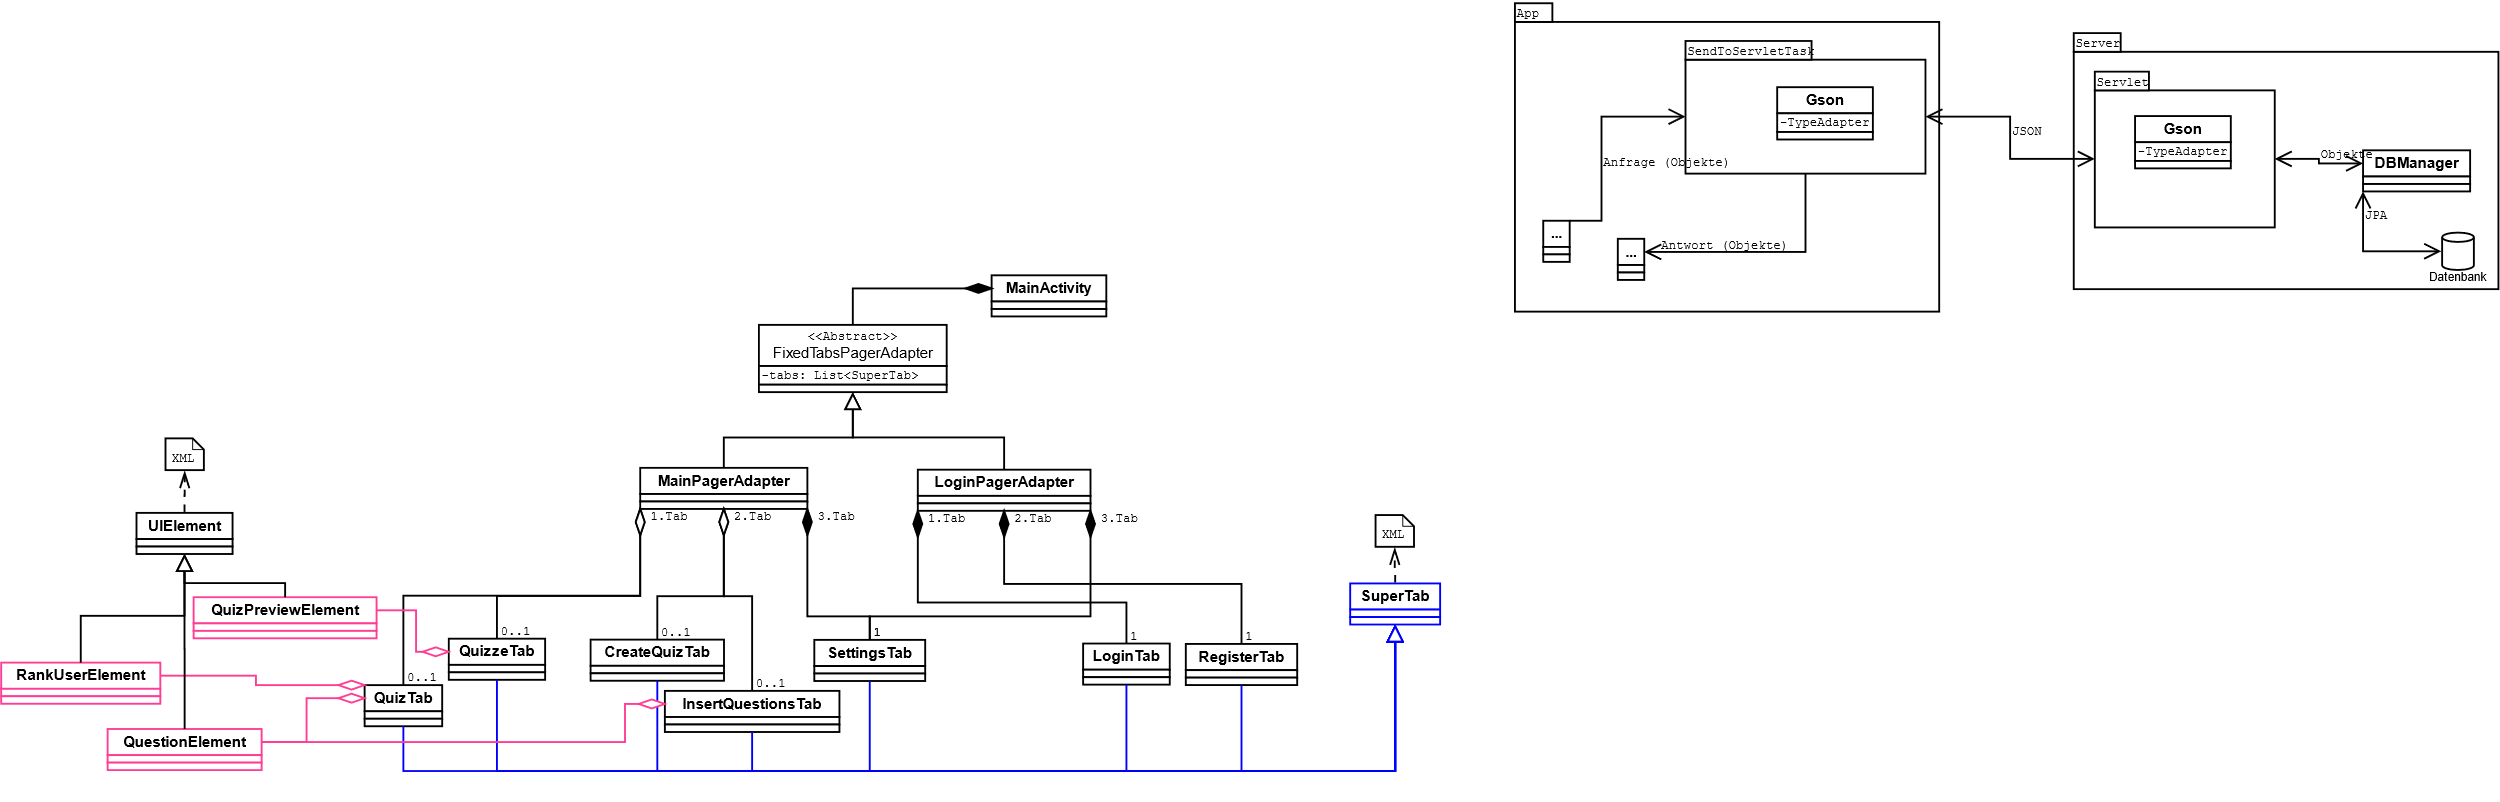 App
SendToServletTask
Gson
-TypeAdapter
Anfrage (Objekte)
...
...
Antwort (Objekte)
JSON
Server
Servlet
Gson
-TypeAdapter
Objekte
DBManager
JPA
Datenbank
MainActivity
<<Abstract>>
FixedTabsPagerAdapter
-tabs: List<SuperTab>
MainPagerAdapter
1.Tab
2.Tab
3.Tab
LoginPagerAdapter
1.Tab
2.Tab
3.Tab
XML
UIElement
QuizPreviewElement
RankUserElement
QuestionElement
0..1
QuizzeTab
0..1
QuizTab
0..1
CreateQuizTab
0..1
InsertQuestionsTab
1
SettingsTab
1
LoginTab
1
RegisterTab
XML
SuperTab